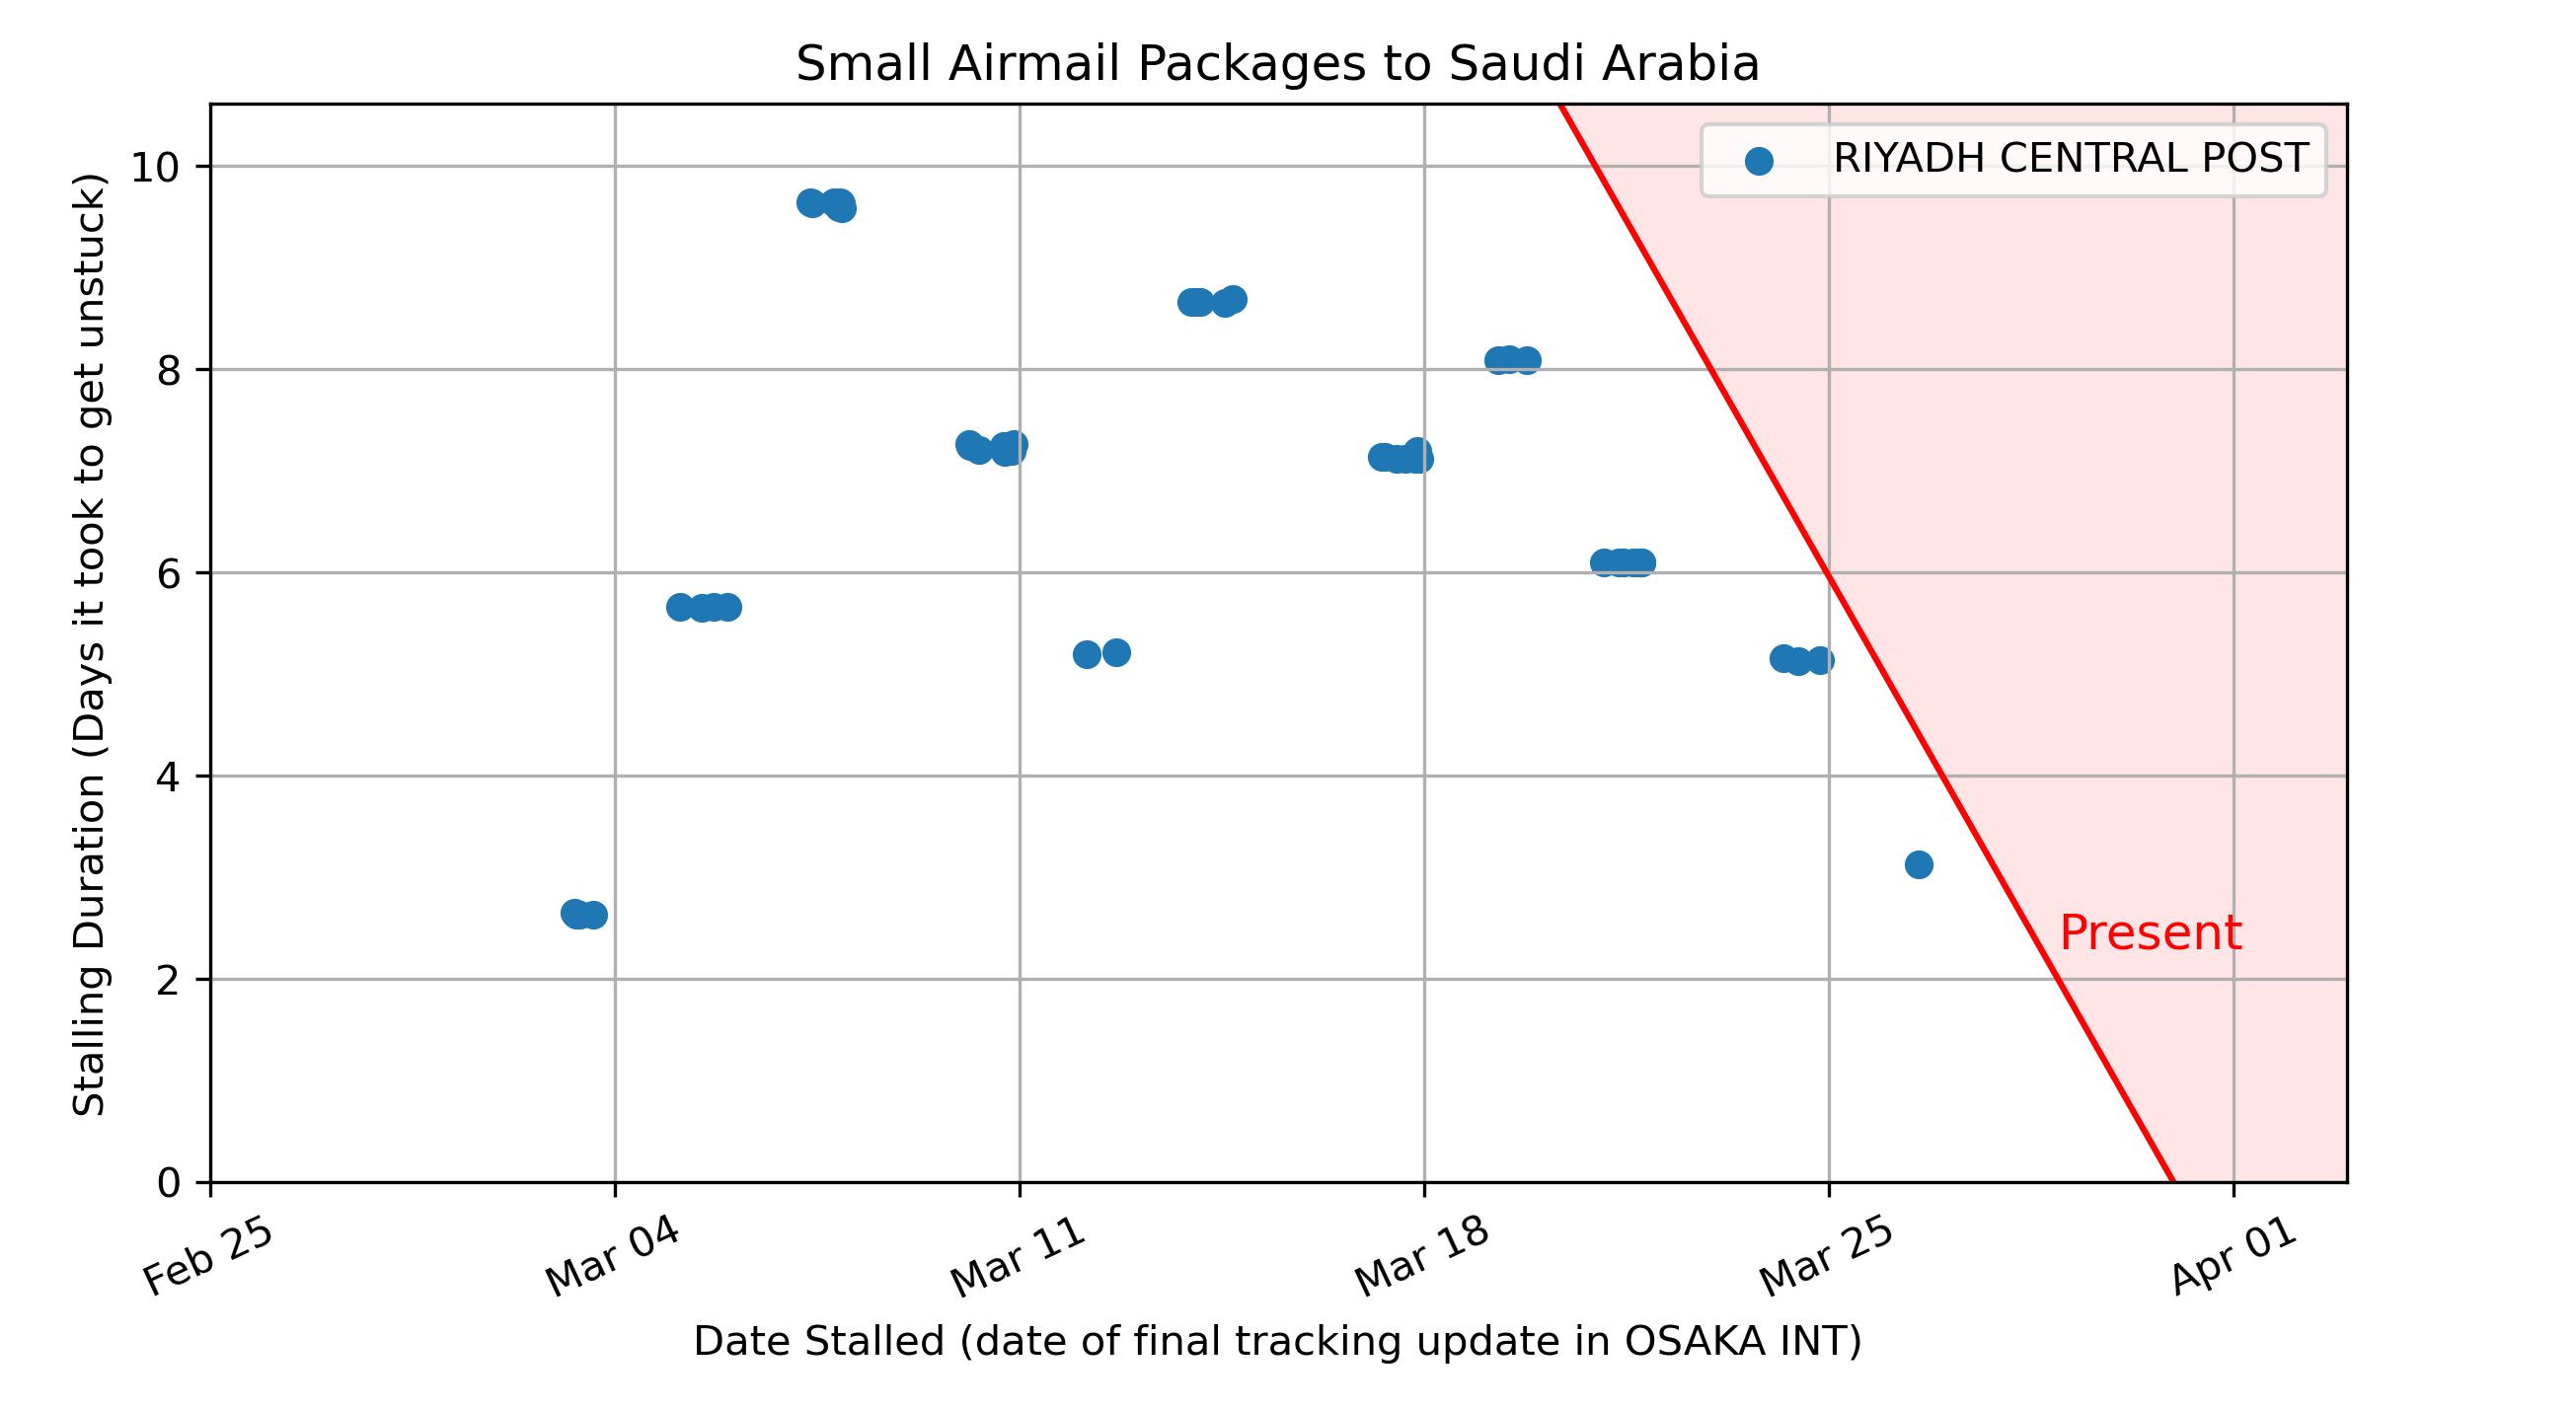 Small Airmail Packages to Saudi Arabia
RIYADH CENTRAL POST
Stalling Duration (Days it took to get unstuck)
10
8
6
4
2
0
Present
Feb 25
Mar 04
Mar 11
Mar 18
Mar 25
Apr 01
Date Stalled (date of final tracking update in OSAKA INT)